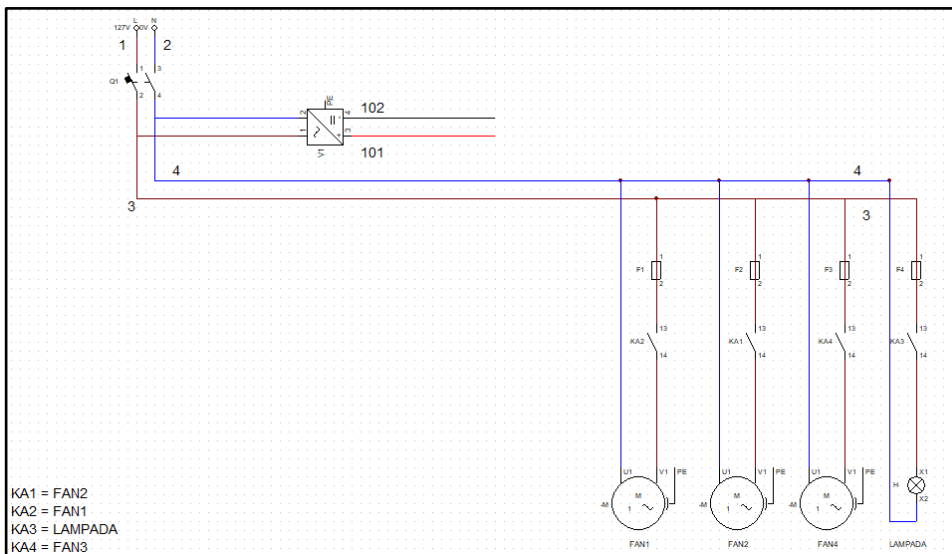 L N
127V 0V
1 2
1 3
Q1
2 4
PE
2 4 102
1 3
V1 101
4 4
3 3
1 1 1 1
F1 F2 F3 F4
2 2 2 2
13 13 13 13
KA2 KA1 KA4 KA3
14 14 14 14
U1 V1 PE U1 V1 PE U1 V1 PE X1
M M M H
-M 1 -M 1 -M 1 X2
KA1 = FAN2
KA2 = FAN1
KA3 = LAMPADA
KA4 = FAN3
FAN1 FAN2 FAN4 LAMPADA